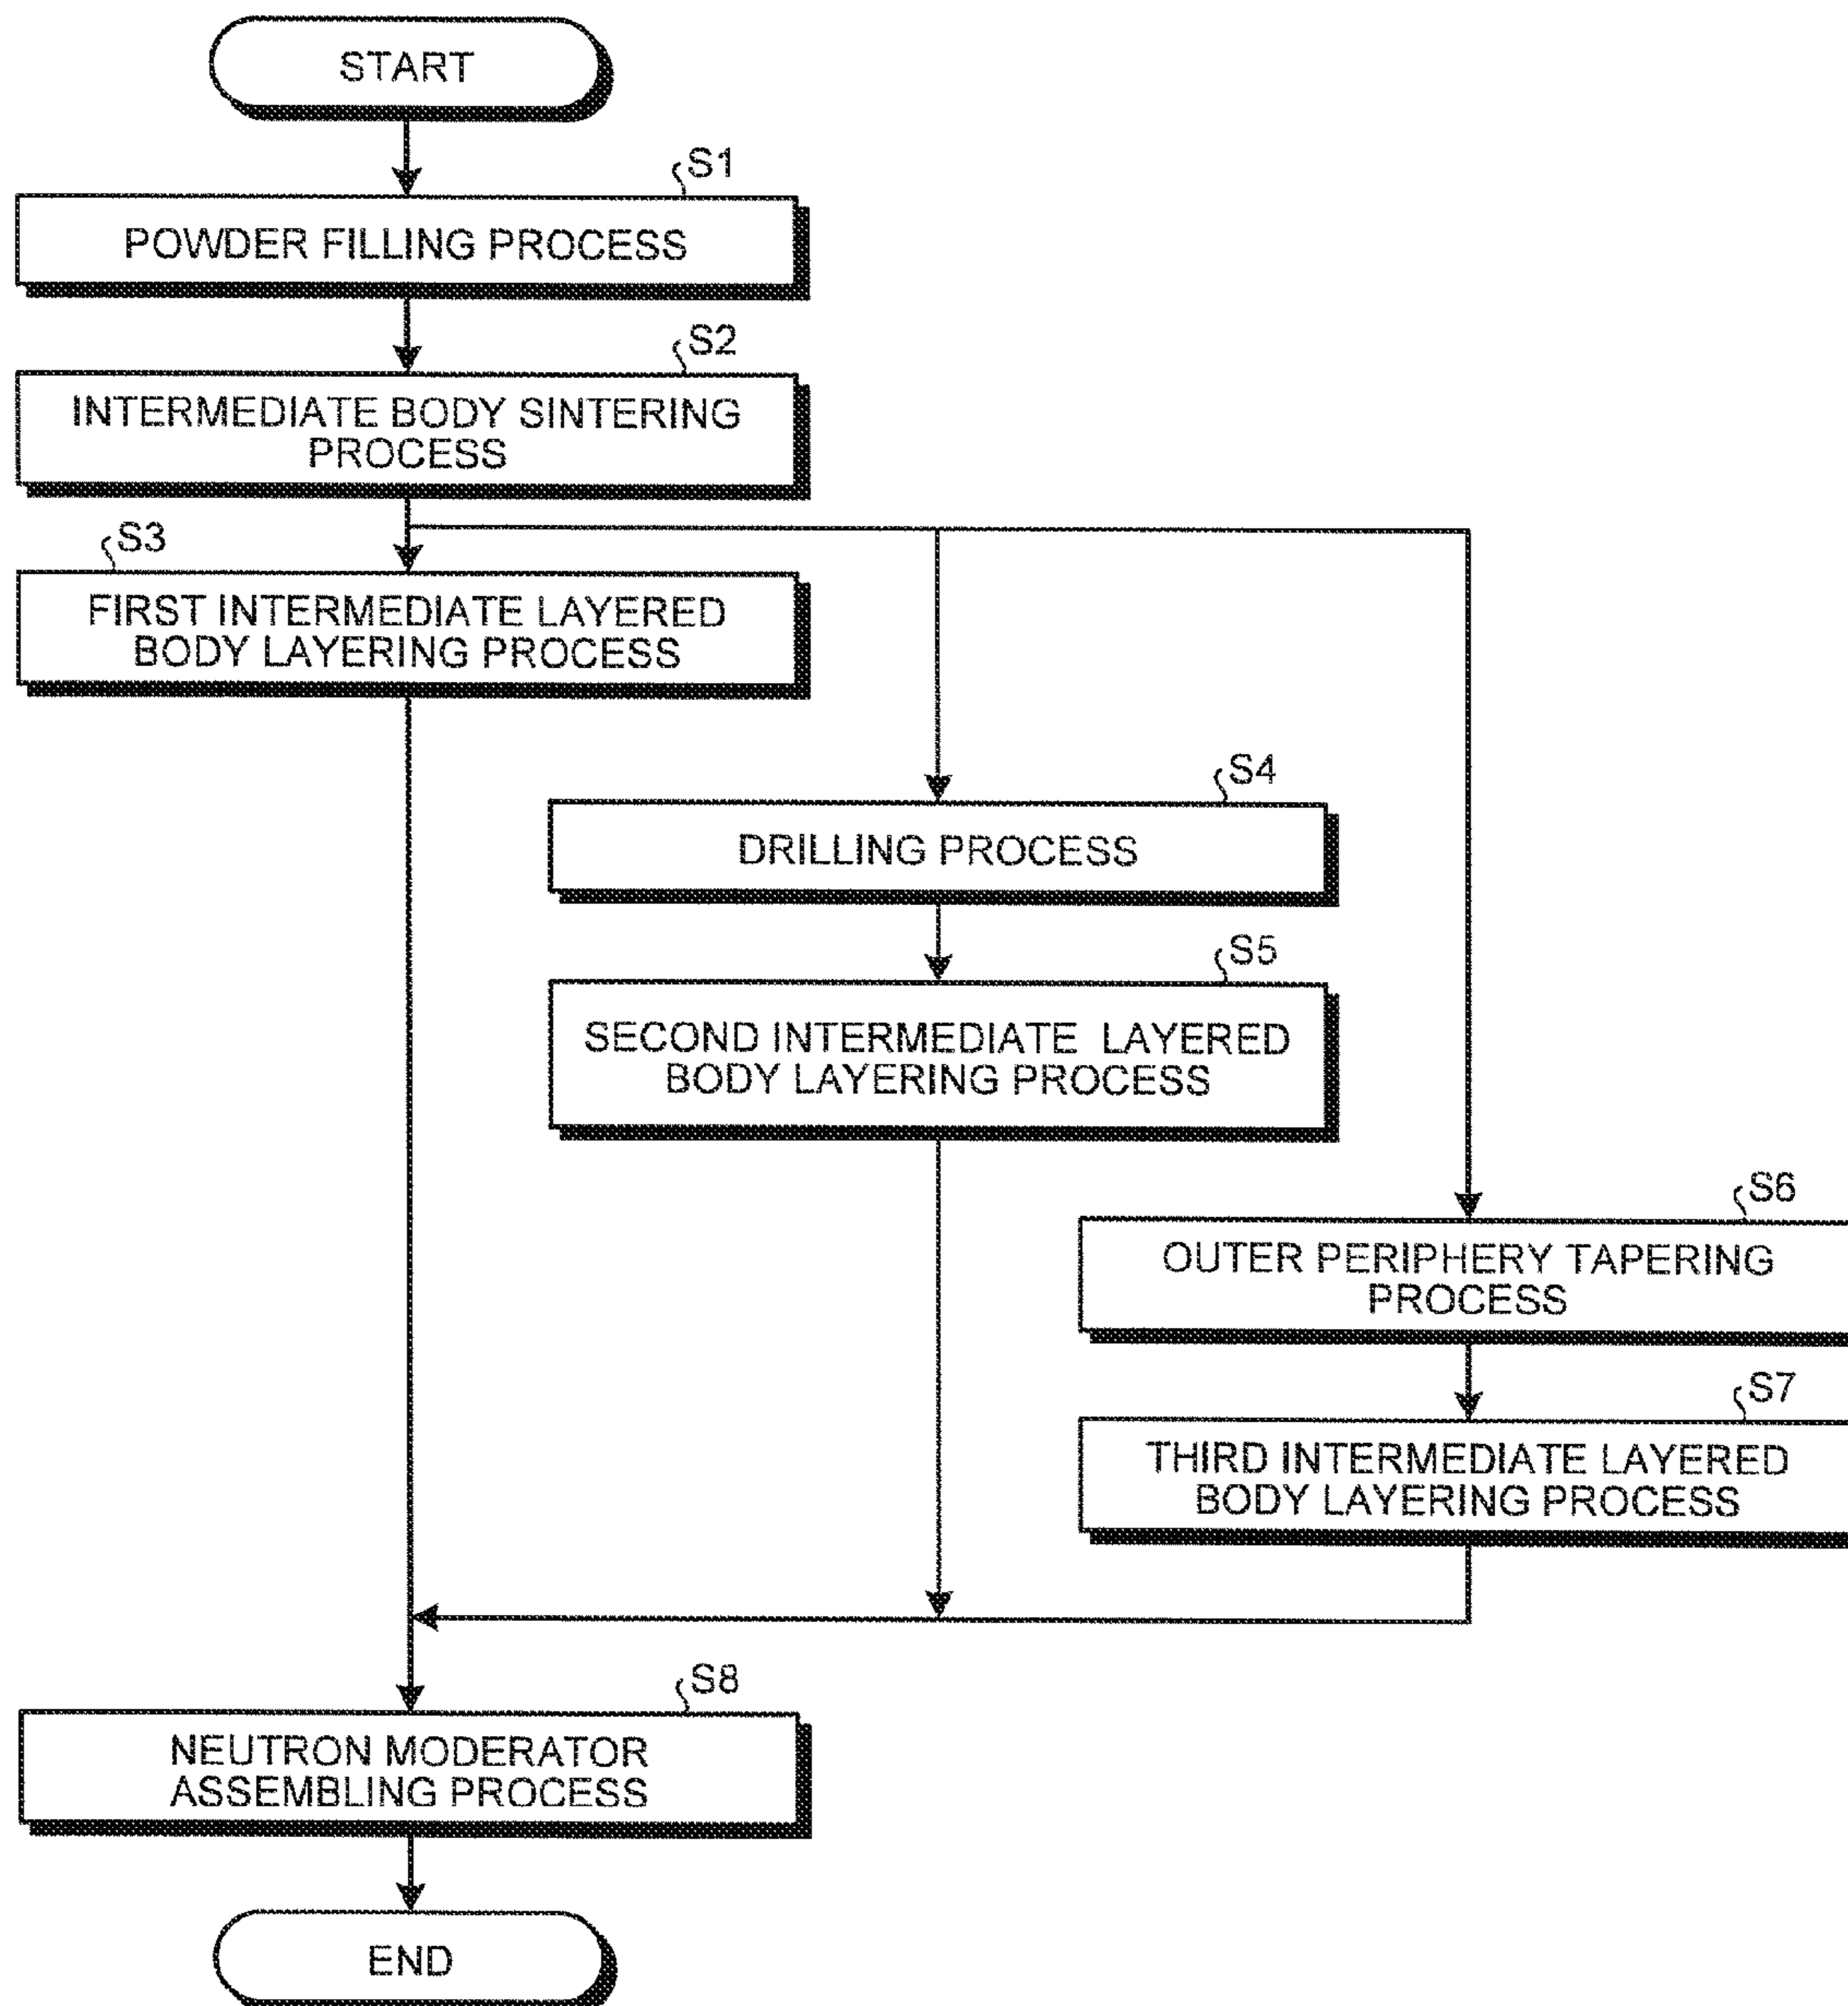 START
S1
POWDER FILLING PROCESS
S2
INTERMEDIATE BODY SINTERING
PROCESS
S3
FIRST INTERMEDIATE LAYERED
BODY LAYERING PROCESS
S4
DRILLING PROCESS
S5
SECOND INTERMEDIATE LAYERED
BODY LAYERING PROCESS
S6
OUTER PERIPHERY TAPERING
PROCESS
S7
THIRD INTERMEDIATE LAYERED
BODY LAYERING PROCESS
S8
NEUTRON MODERATOR
ASSEMBLING PROCESS
END